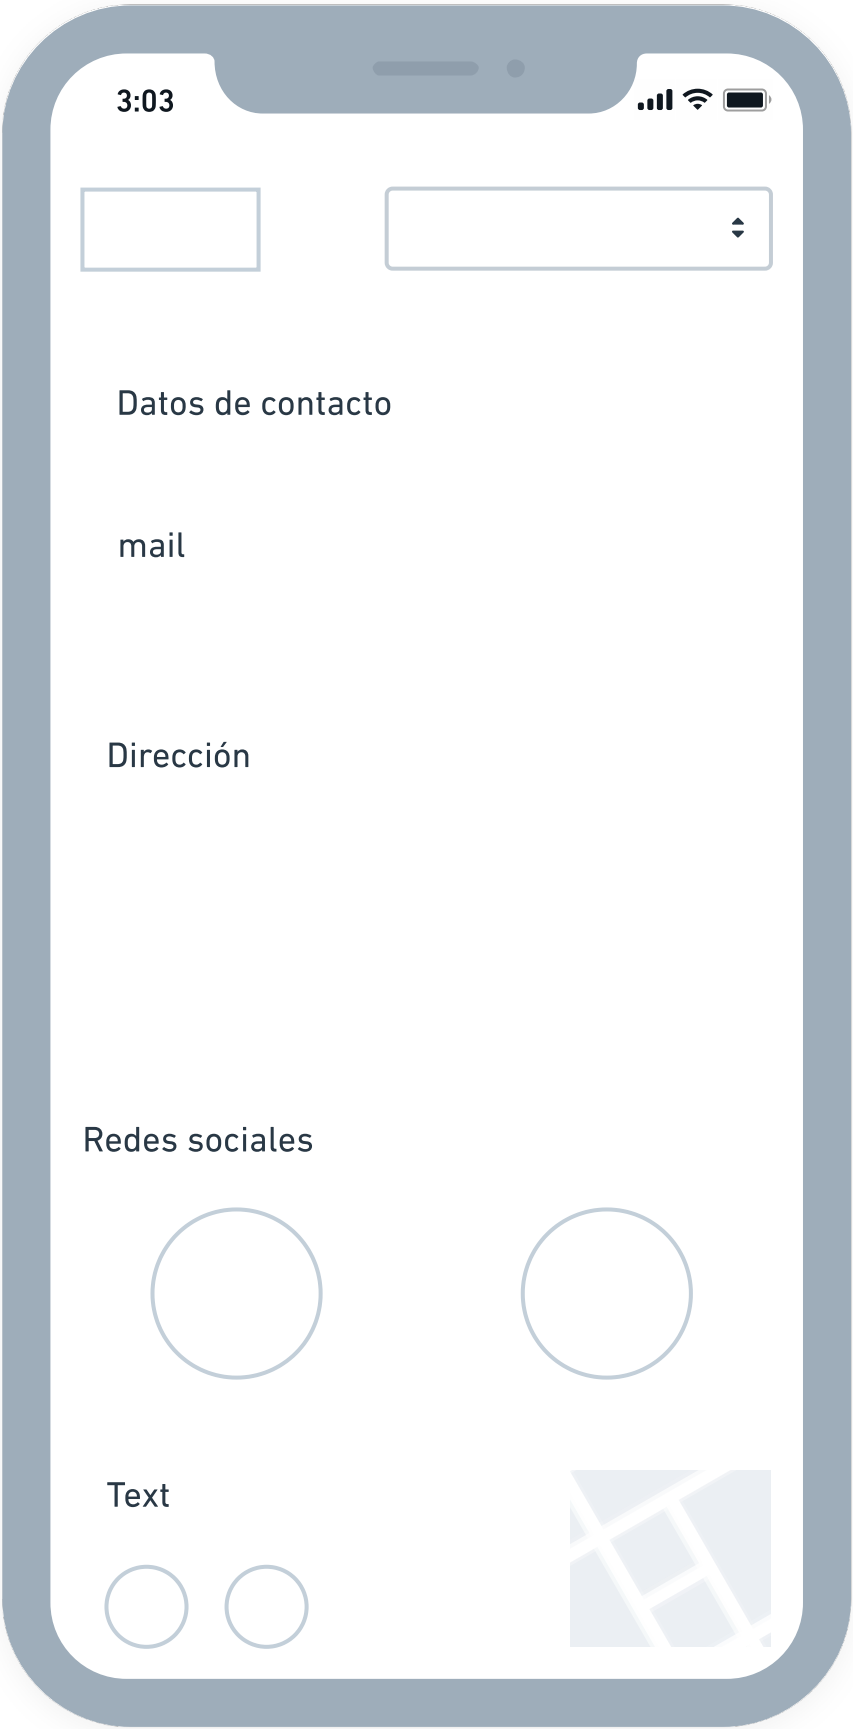 3:03
Datos de contacto
mail
Dirección
Redes sociales
Text